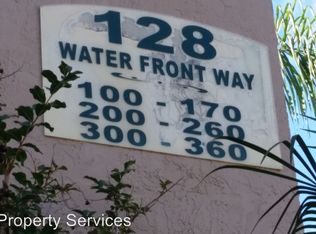 128
WATER FRONT WAY
100 - 170
200 - 260
300 - 360
Property Services